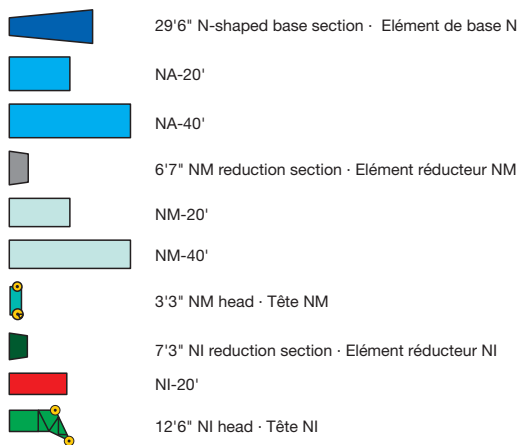 29'6" N-shaped base section · Elément de base N
NA-20'
NA-40'
6'7" NM reduction section · Elément réducteur NM
NM-20'
NM-40'
3'3" NM head · Tête NM
7'3" NI reduction section · Elément réducteur NI
NI-20'
12'6" NI head · Tête NI